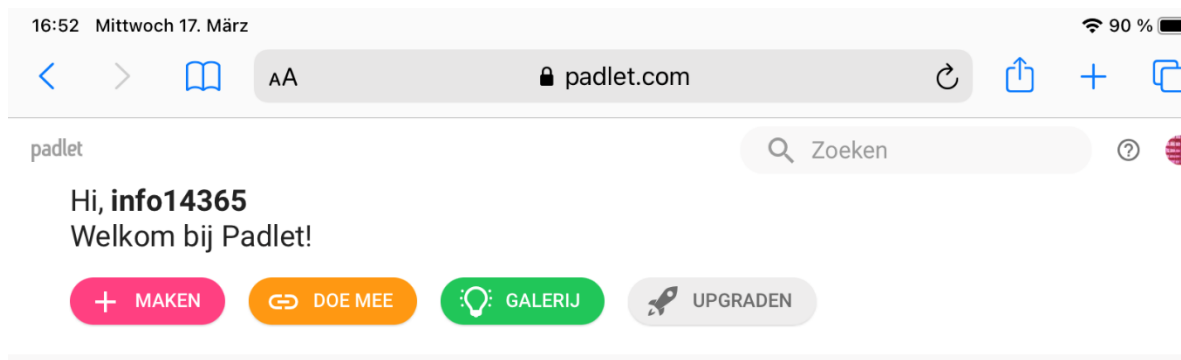 16:52 Mittwoch 17. März 90 %
AA padlet.com
padlet Zoeken ?
Hi, info14365
Welkom bij Padlet!
+ MAKEN DOE MEE GALERIJ UPGRADEN